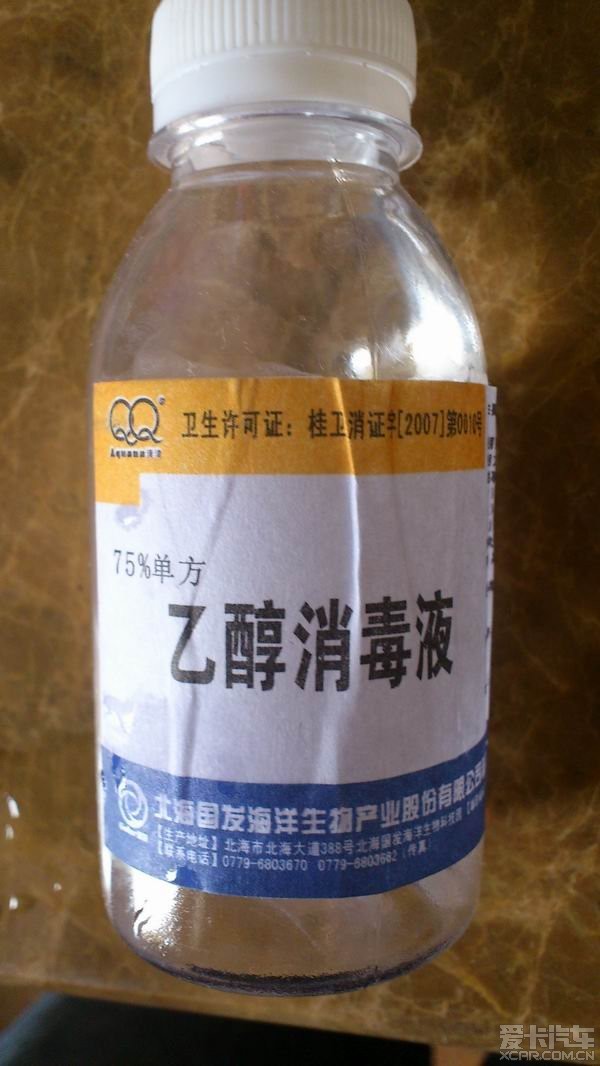 QQ
Aquana
卫生许可证：桂卫消证字[2007]第0010号
75%单方
乙醇消毒液
北海国发海洋生物产业股份有限公司
【生产地址】北海市北海大道388号北海国发海洋生物科技园
【联系电话】0779-6803670 0779-6803662（传真）
爱卡汽车
XCAR.COM.CN